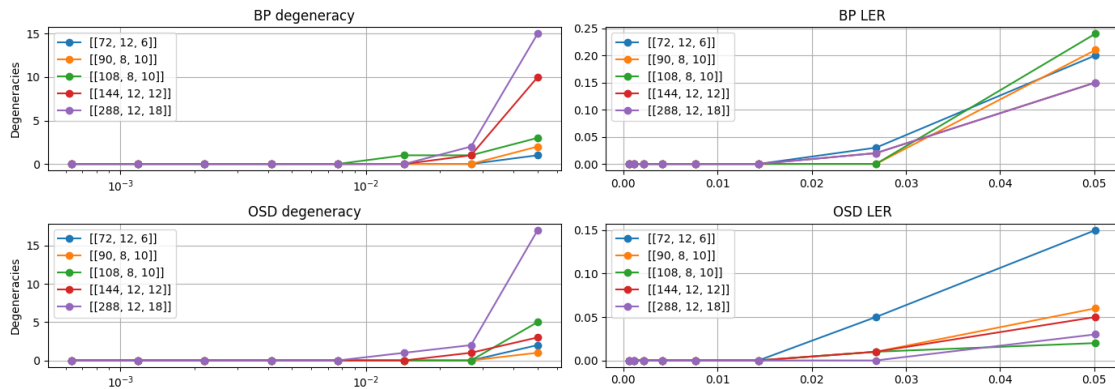 BP degeneracy
Degeneracies
15
10
5
0
[[72, 12, 6]]
[[90, 8, 10]]
[[108, 8, 10]]
[[144, 12, 12]]
[[288, 12, 18]]
10⁻³
10⁻²
BP LER
0.25
0.20
0.15
0.10
0.05
0.00
[[72, 12, 6]]
[[90, 8, 10]]
[[108, 8, 10]]
[[144, 12, 12]]
[[288, 12, 18]]
0.00
0.01
0.02
0.03
0.04
0.05
OSD degeneracy
Degeneracies
15
10
5
0
[[72, 12, 6]]
[[90, 8, 10]]
[[108, 8, 10]]
[[144, 12, 12]]
[[288, 12, 18]]
10⁻³
10⁻²
OSD LER
0.15
0.10
0.05
0.00
[[72, 12, 6]]
[[90, 8, 10]]
[[108, 8, 10]]
[[144, 12, 12]]
[[288, 12, 18]]
0.00
0.01
0.02
0.03
0.04
0.05